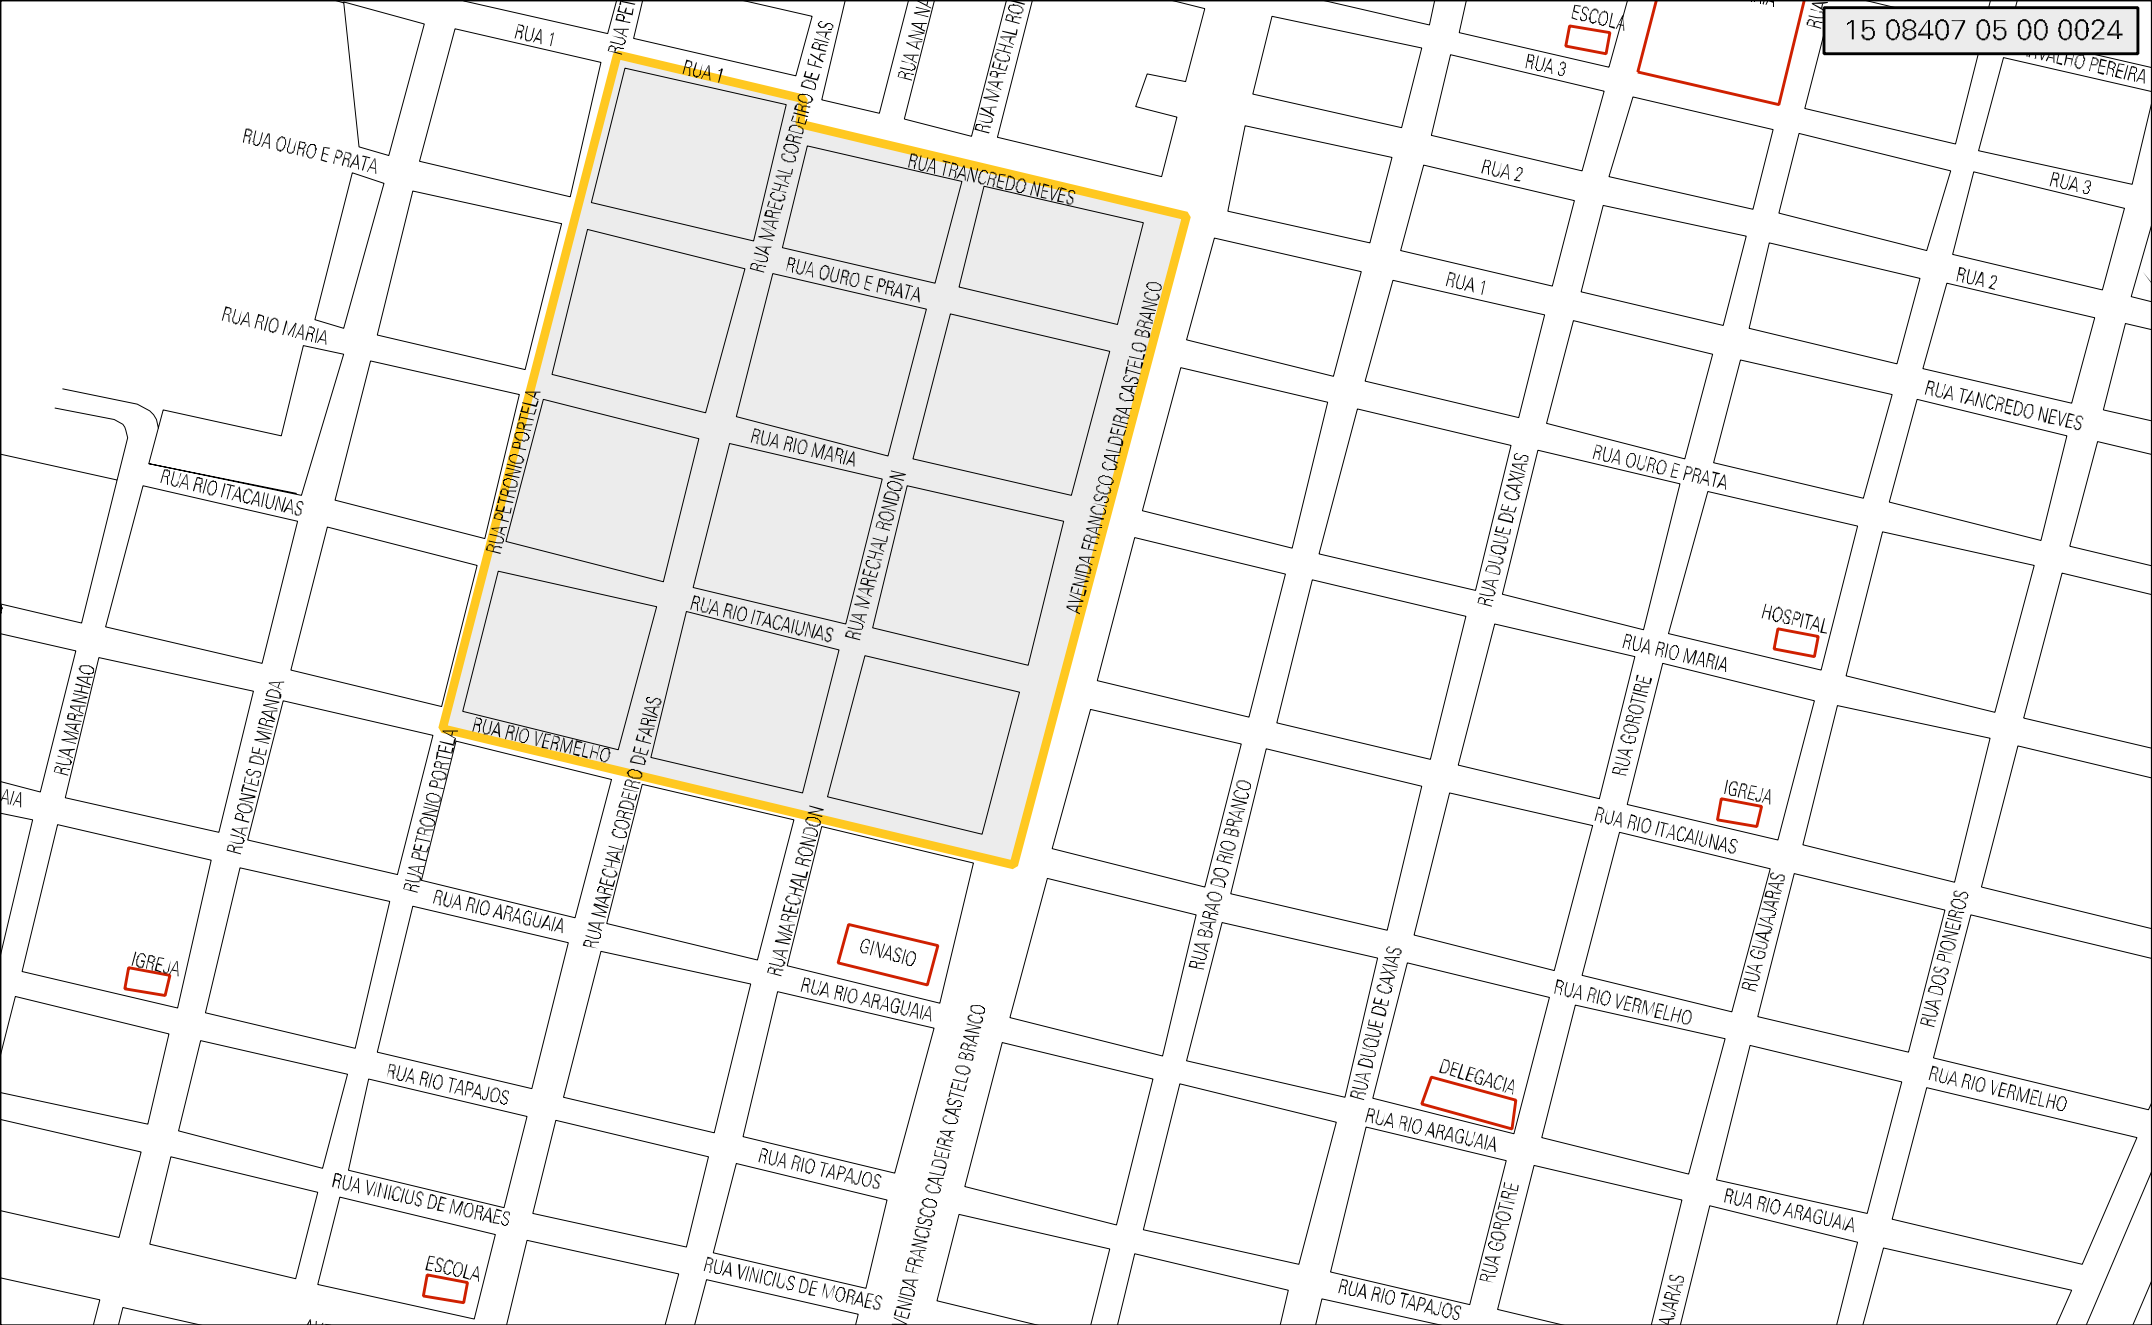 15 08407 05 00 0024
ESCOLA
RUA 1
RUA 1
RUA 3
RUA MARECHAL CORDEIRO DE FARIAS
PEREIRA
RUA OURO E PRATA
RUA TRANCREDO NEVES
RUA 2
RUA 3
RUA OURO E PRATA
RUA 1
RUA 2
RUA RIO MARIA
AVENIDA FRANCISCO CALDEIRA CASTELO BRANCO
RUA TANCREDO NEVES
RUA PETRONIO PORTELA
RUA RIO MARIA
RUA OURO E PRATA
RUA RIO ITACAIUNAS
RUA MARECHAL RONDON
RUA DUQUE DE CAXIAS
RUA RIO ITACAIUNAS
HOSPITAL
RUA RIO MARIA
RUA MARANHAO
RUA PONTES DE MIRANDA
RUA RIO VERMELHO
RUA GOROTIRE
RUA PETRONIO PORTELA
RUA MARECHAL CORDEIRO DE FARIAS
IGREJA
RUA RIO ITACAIUNAS
AIA
RUA MARECHAL RONDON
RUA BARAO DO RIO BRANCO
RUA RIO ARAGUAIA
GINASIO
RUA GUAJAJARAS
RUA DOS PIONEIROS
IGREJA
RUA RIO ARAGUAIA
RUA DUQUE DE CAXIAS
RUA RIO VERMELHO
DELEGACIA
RUA RIO VERMELHO
RUA RIO TAPAJOS
RUA RIO ARAGUAIA
RUA RIO TAPAJOS
VENIDA FRANCISCO CALDEIRA CASTELO BRANCO
RUA VINICIUS DE MORAES
RUA GOROTIRE
RUA RIO ARAGUAIA
ESCOLA
RUA VINICIUS DE MORAES
RUA RIO TAPAJOS
AJARAS